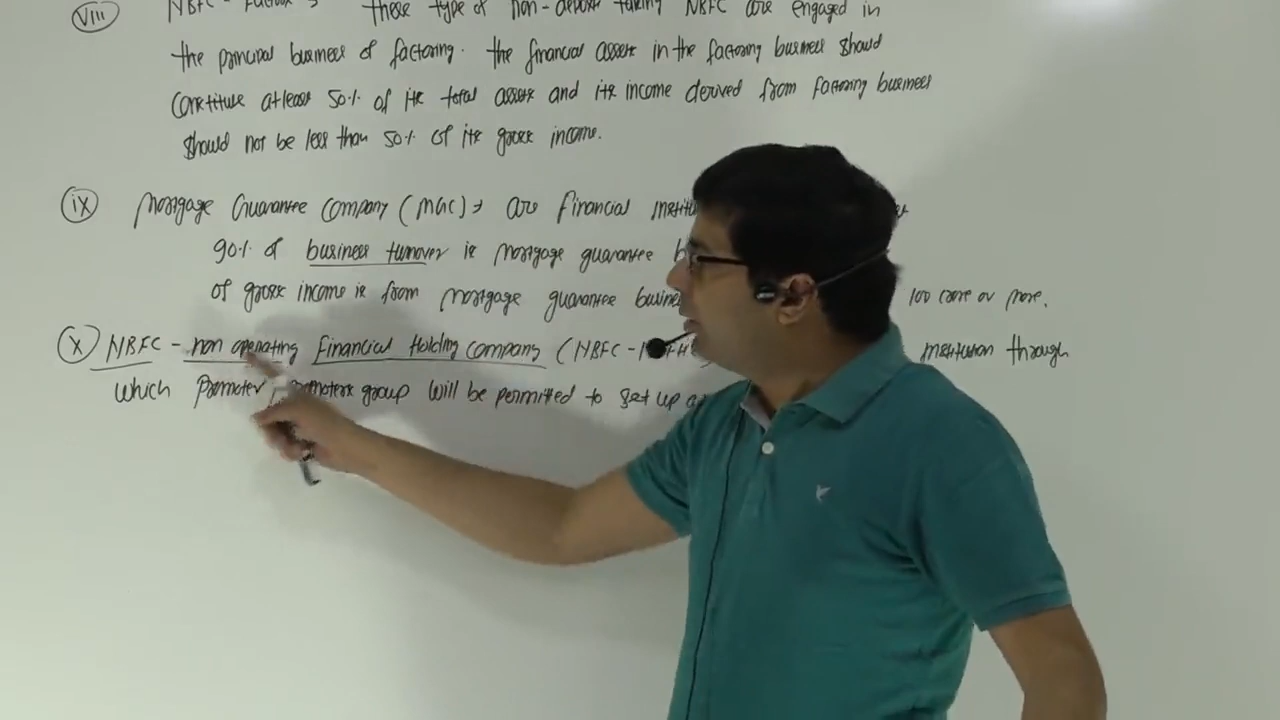 (viii) NBFC - Factors → These type of non-deposit taking NBFC are engaged in
the principal business of factoring. the financial assets in the factoring business should
constitute atleast 50% of its total assets and its income derived from factoring business
should not be less than 50% of its gross income.
(ix) Mortgage Guarantee Company (MGC) → are financial
90% of business turnover is mortgage guarantee
of gross income is from mortgage guarantee 100 crore or more.
(x) NBFC - non operating financial Holding company (NBFC - institution through
which Promoter / promoters group will be permitted to set up